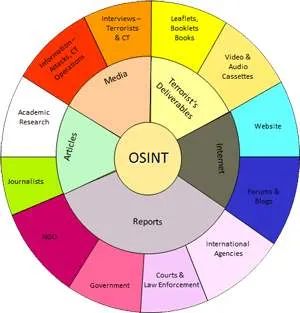 Leaflets,
Booklets
Books
Video &
Audio
Cassettes
Website
Forums &
Blogs
International
Agencies
Courts &
Law Enforcement
Government
NGO
Journalists
Academic
Research
Information –
Attacks, CT
Operations
Interviews –
Terrorists
& CT
Media
Terrorist's
Deliverables
Internet
Reports
Articles
OSINT